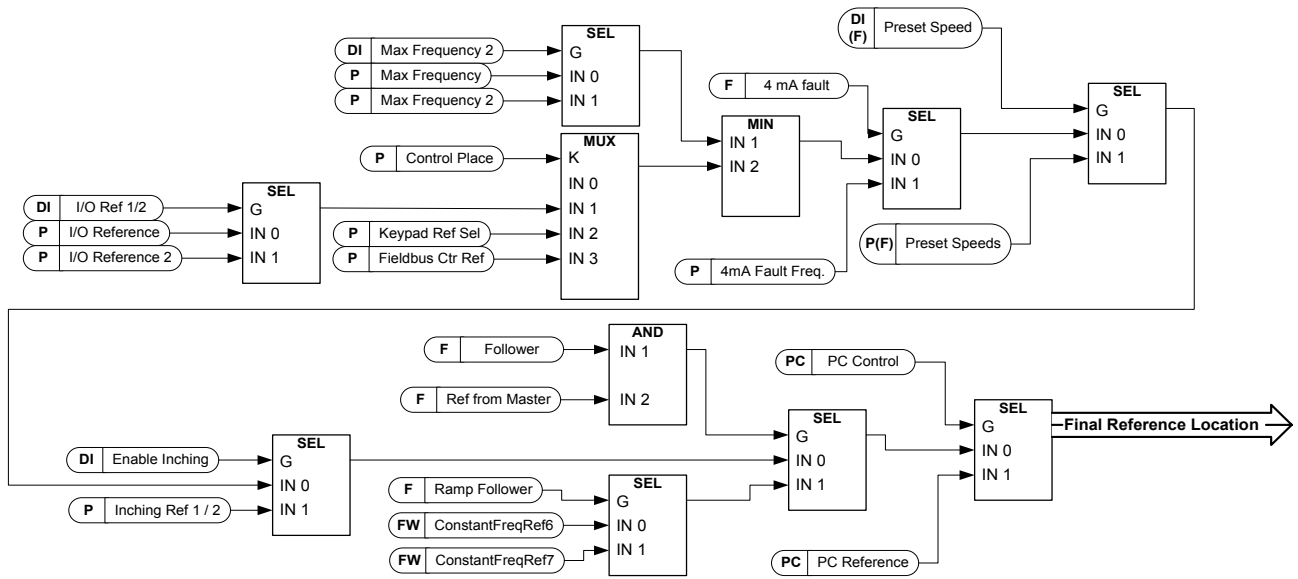 DI Max Frequency 2
P Max Frequency
P Max Frequency 2
SEL
G
IN 0
IN 1
DI (F) Preset Speed
F 4 mA fault
SEL
G
IN 0
IN 1
MIN
IN 1
IN 2
SEL
G
IN 0
IN 1
P Control Place
MUX
K
IN 0
IN 1
IN 2
IN 3
DI I/O Ref 1/2
P I/O Reference
P I/O Reference 2
SEL
G
IN 0
IN 1
P Keypad Ref Sel
P Fieldbus Ctr Ref
P 4mA Fault Freq.
P(F) Preset Speeds
F Follower
F Ref from Master
AND
IN 1
IN 2
PC PC Control
SEL
G
IN 0
IN 1
Final Reference Location
SEL
G
IN 0
IN 1
DI Enable Inching
P Inching Ref 1 / 2
SEL
G
IN 0
IN 1
F Ramp Follower
FW ConstantFreqRef6
FW ConstantFreqRef7
SEL
G
IN 0
IN 1
PC PC Reference